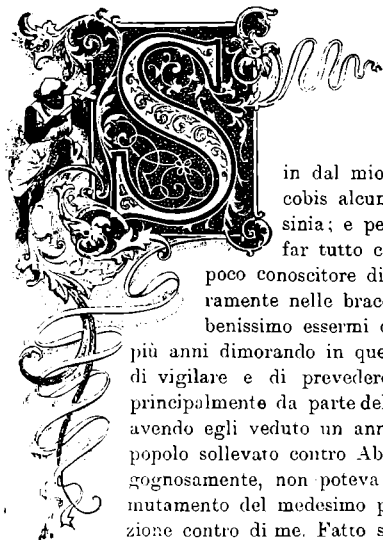 S
in dal mio
cobis alcun
sinia; e pe
far tutto c
poco conoscitore di
ramente nelle bracc
benissimo essermi
più anni dimorando in que
di vigilare e di prevedere
principalmente da parte del
avendo egli veduto un ann
popolo sollevato contro Ab
gognosamente, non poteva
mutamento del medesimo p
zione contro di me. Fatto s